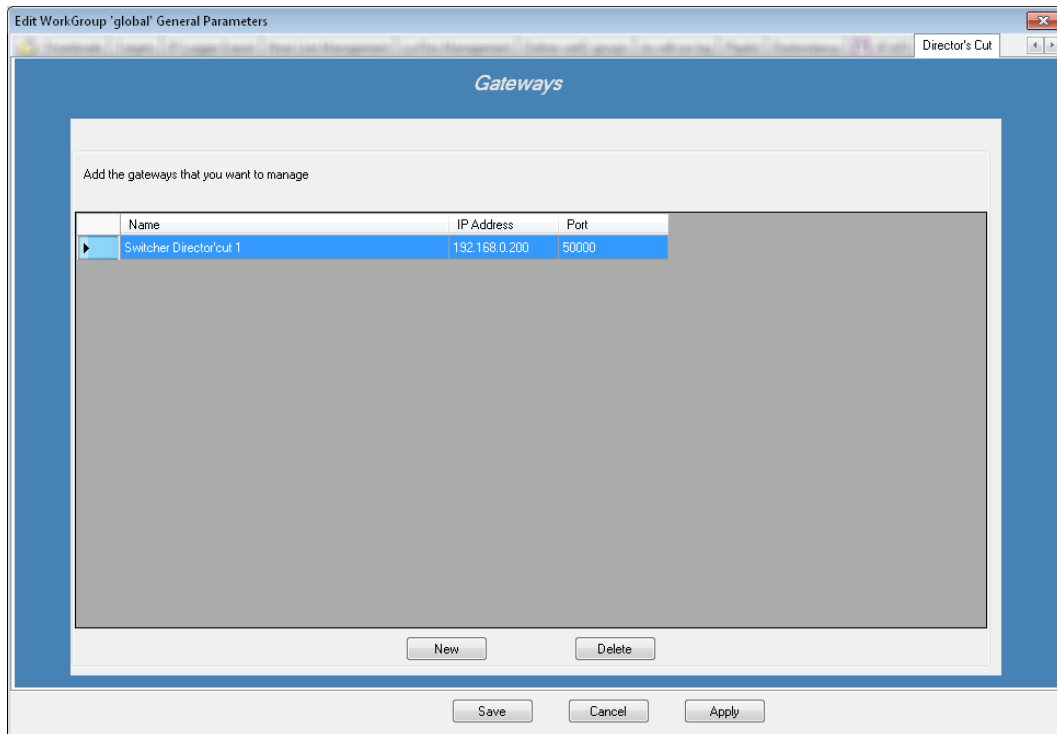 Edit WorkGroup 'global' General Parameters
Director's Cut
Gateways
Add the gateways that you want to manage
Name IP Address Port
Switcher Director'cut 1 192.168.0.200 50000
New Delete
Save Cancel Apply